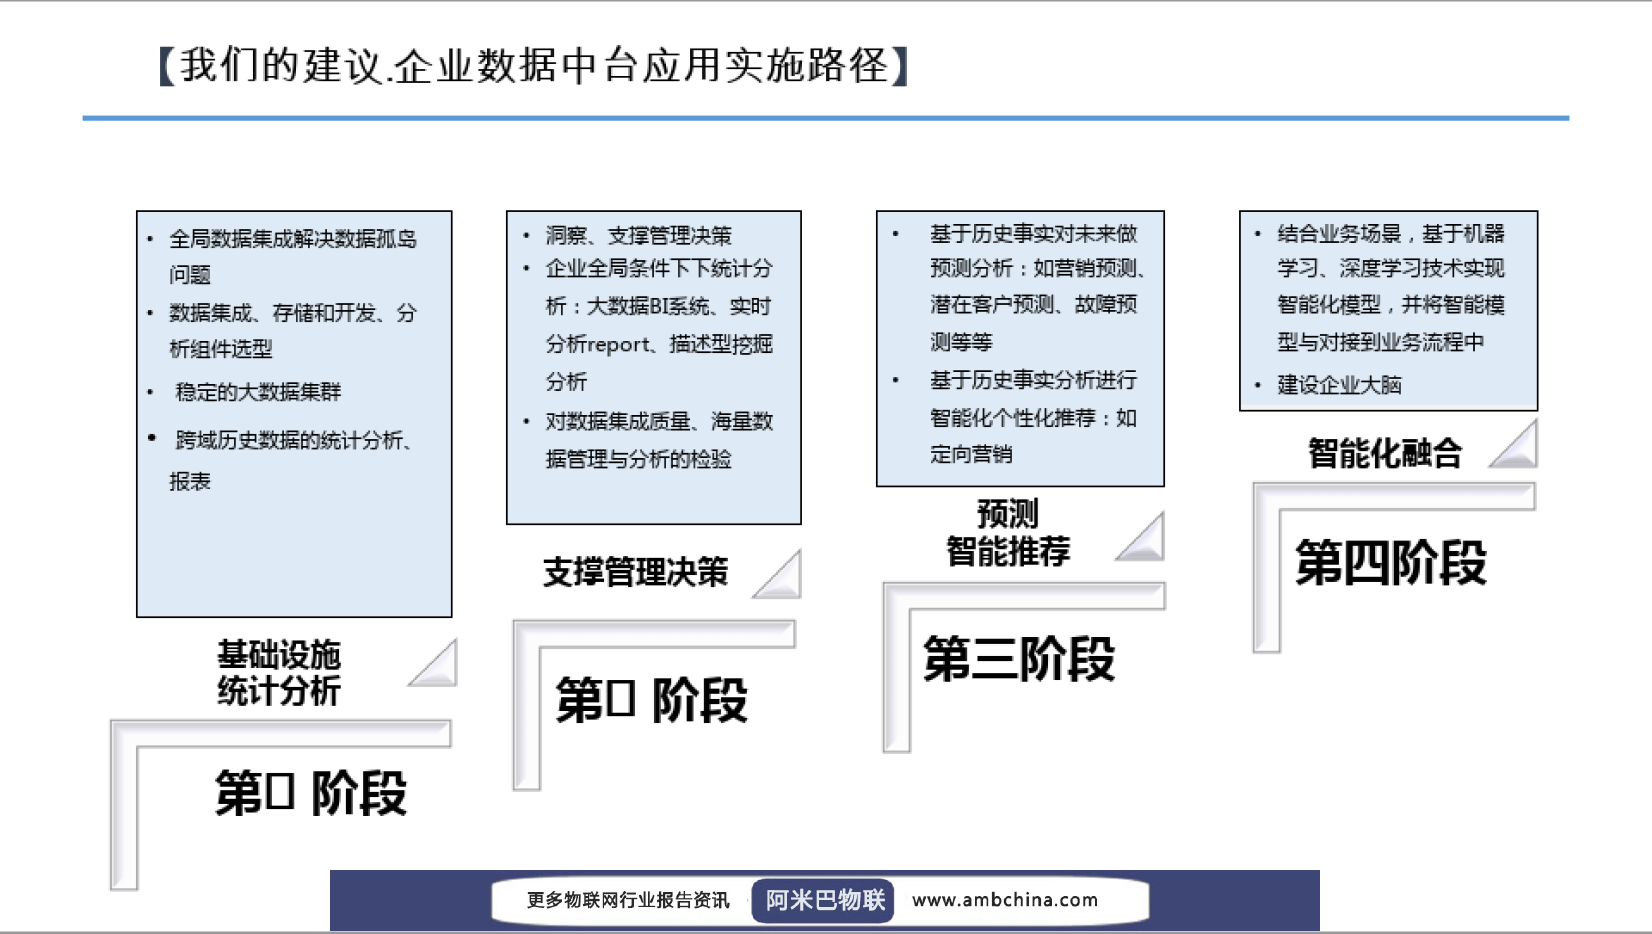 【我们的建议.企业数据中台应用实施路径】
• 全局数据集成解决数据孤岛
问题
• 数据集成、存储和开发、分
析组件选型
• 稳定的大数据集群
• 跨域历史数据的统计分析、
报表
基础设施
统计分析
第□ 阶段
• 洞察、支撑管理决策
• 企业全局条件下下统计分
析：大数据BI系统、实时
分析report、描述型挖掘
分析
• 对数据集成质量、海量数
据管理与分析的检验
支撑管理决策
第□ 阶段
• 基于历史事实对未来做
预测分析：如营销预测、
潜在客户预测、故障预
测等等
• 基于历史事实分析进行
智能化个性化推荐：如
定向营销
预测
智能推荐
第三阶段
• 结合业务场景，基于机器
学习、深度学习技术实现
智能化模型，并将智能模
型与对接到业务流程中
• 建设企业大脑
智能化融合
第四阶段
更多物联网行业报告资讯 阿米巴物联 www.ambchina.com